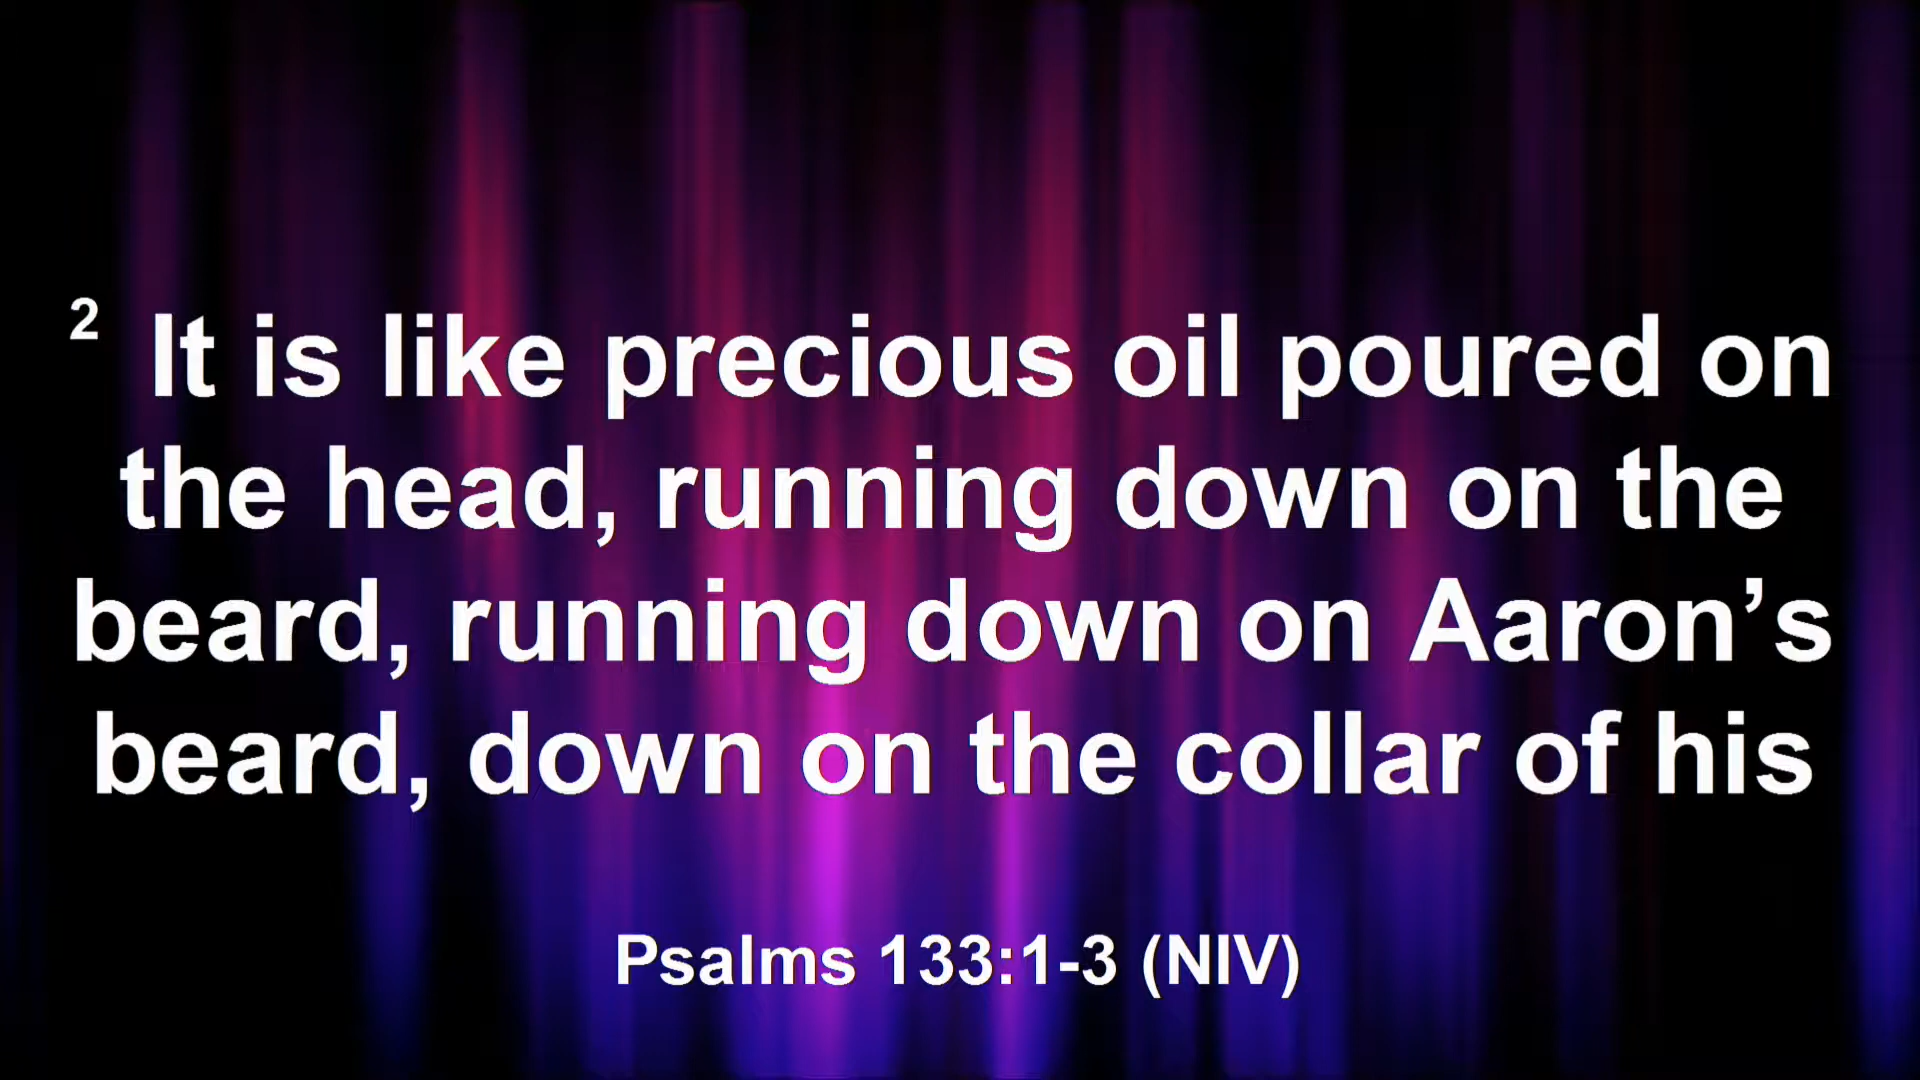 2 It is like precious oil poured on
the head, running down on the
beard, running down on Aaron’s
beard, down on the collar of his
Psalms 133:1-3 (NIV)